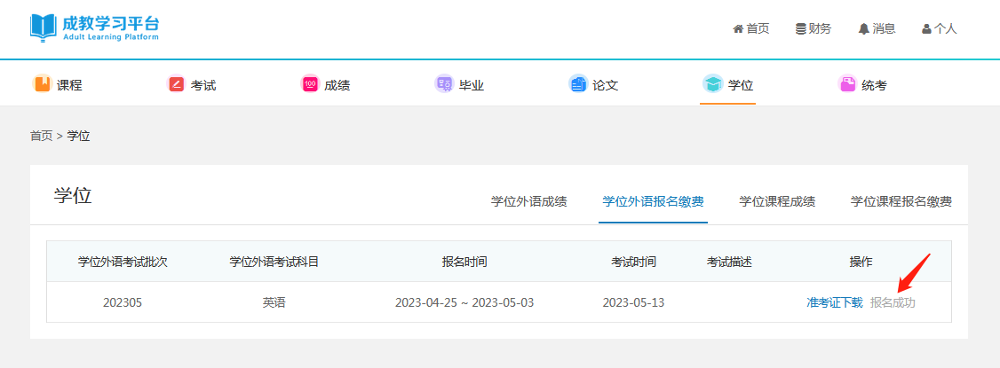 成教学习平台
Adult Learning Platform
首页 财务 消息 个人
课程 考试 100 成绩 毕业 论文 学位 统考
首页 > 学位
学位
学位外语成绩 学位外语报名缴费 学位课程成绩 学位课程报名缴费
学位外语考试批次 学位外语考试科目 报名时间 考试时间 考试描述 操作
202305 英语 2023-04-25 ~ 2023-05-03 2023-05-13 准考证下载 报名成功